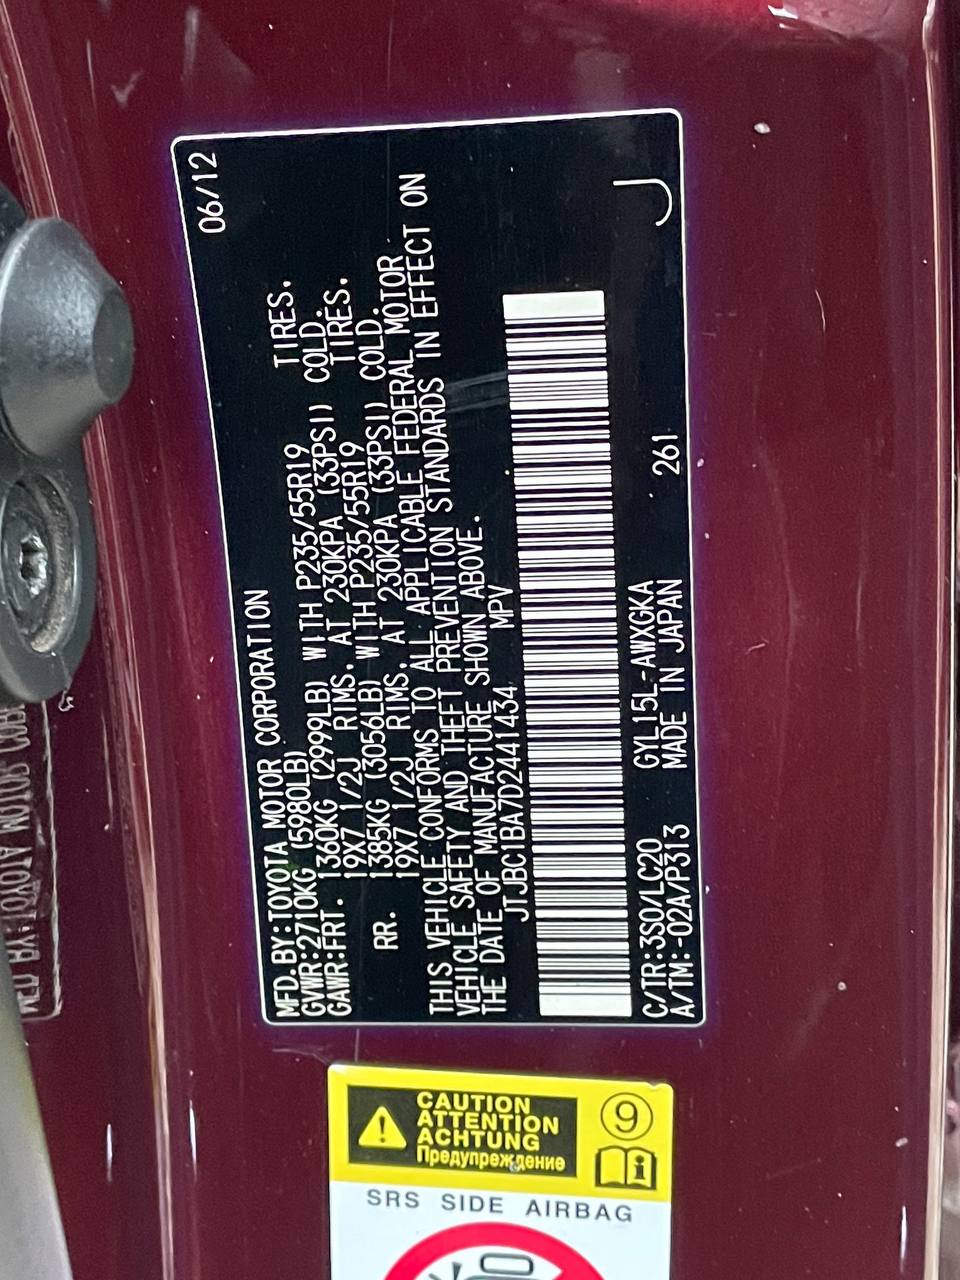 06/12
MFD.BY:TOYOTA MOTOR CORPORATION
GVWR:2710KG (5980LB)
GAWR:FRT. 1360KG (2999LB) WITH P235/55R19 TIRES.
19X7 1/2J RIMS. AT 230KPA (33PSI) COLD.
RR. 1385KG (3056LB) WITH P235/55R19 TIRES.
19X7 1/2J RIMS. AT 230KPA (33PSI) COLD.
THIS VEHICLE CONFORMS TO ALL APPLICABLE FEDERAL MOTOR
VEHICLE SAFETY AND THEFT PREVENTION STANDARDS IN EFFECT ON
THE DATE OF MANUFACTURE SHOWN ABOVE.
JTJBC1BA7D2441434 MPV
C/TR:3S0/LC20 GYL15L-AWXGKA 261
A/TM:-02A/P313 MADE IN JAPAN
J
CAUTION
ATTENTION
ACHTUNG
Предупреждение
9
SRS SIDE AIRBAG